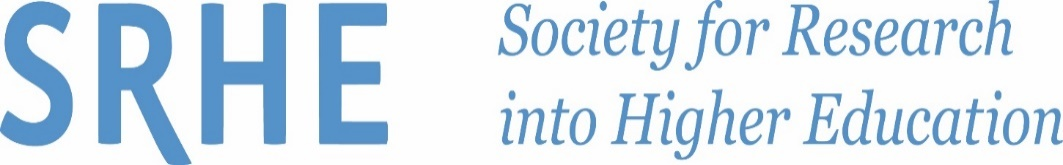 SRHE
Society for Research
into Higher Education